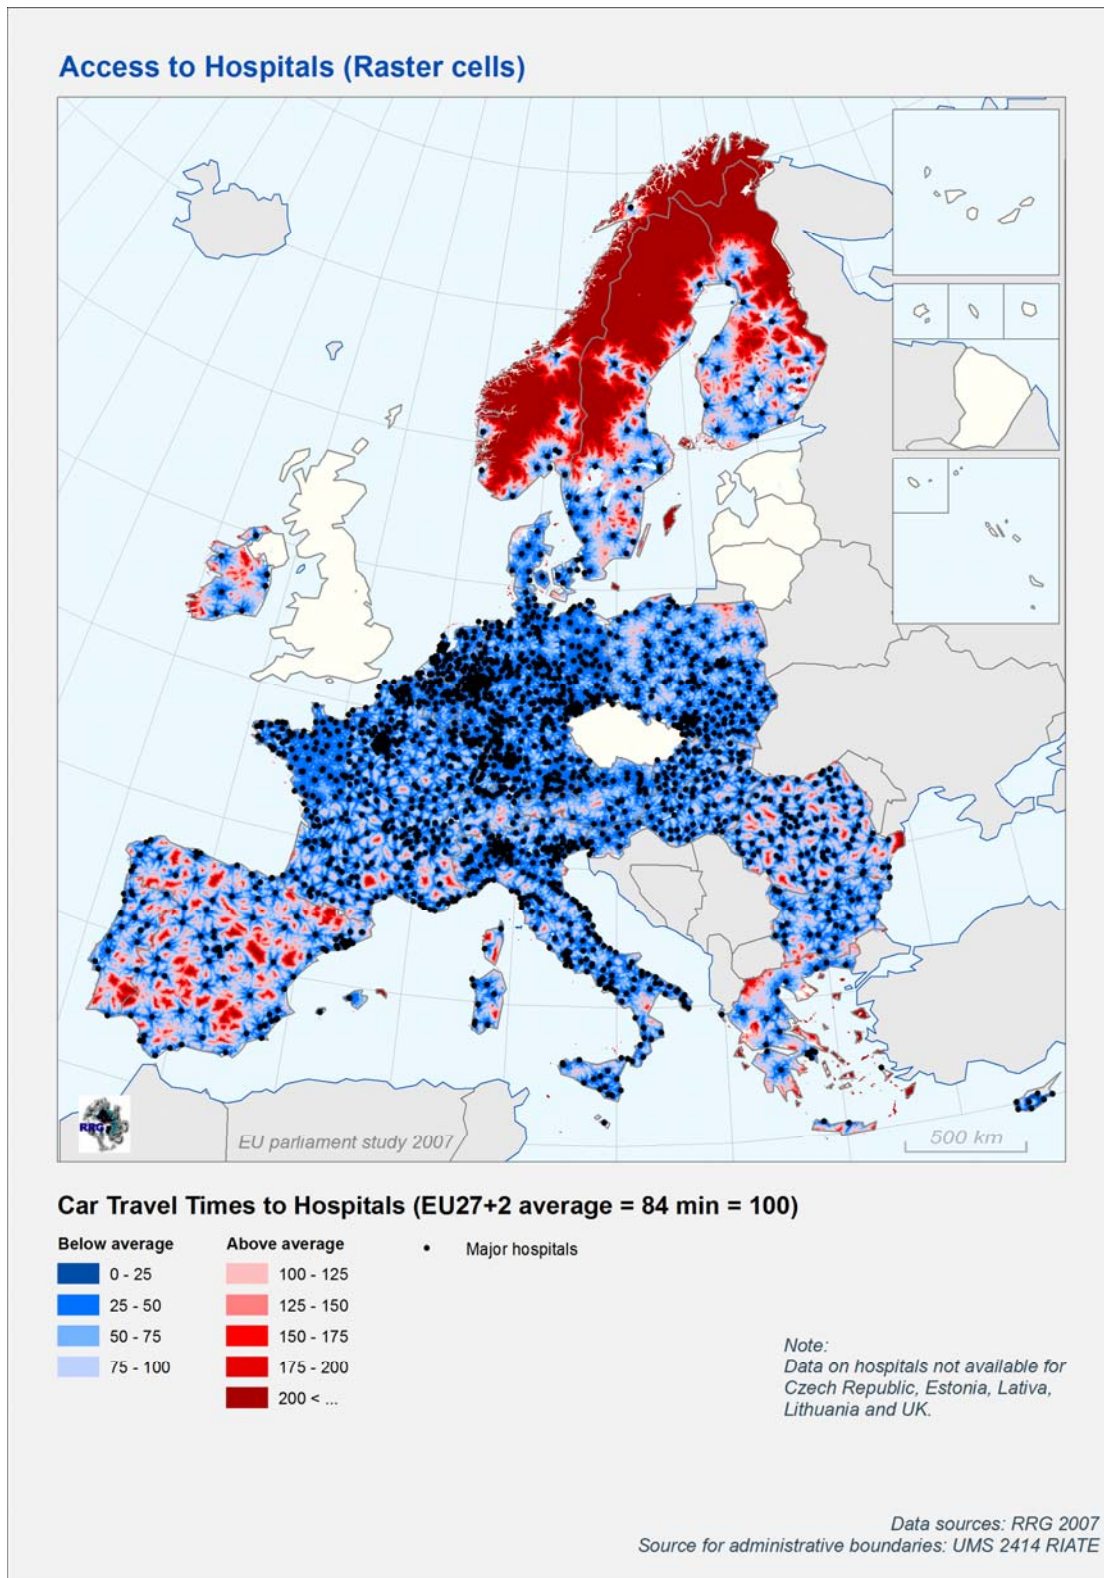 Access to Hospitals (Raster cells)
RRG
EU parliament study 2007
500 km
Car Travel Times to Hospitals (EU27+2 average = 84 min = 100)
Below average
Above average
Major hospitals
0 - 25
100 - 125
25 - 50
125 - 150
50 - 75
150 - 175
75 - 100
175 - 200
200 < ...
Note:
Data on hospitals not available for
Czech Republic, Estonia, Lativa,
Lithuania and UK.
Data sources: RRG 2007
Source for administrative boundaries: UMS 2414 RIATE